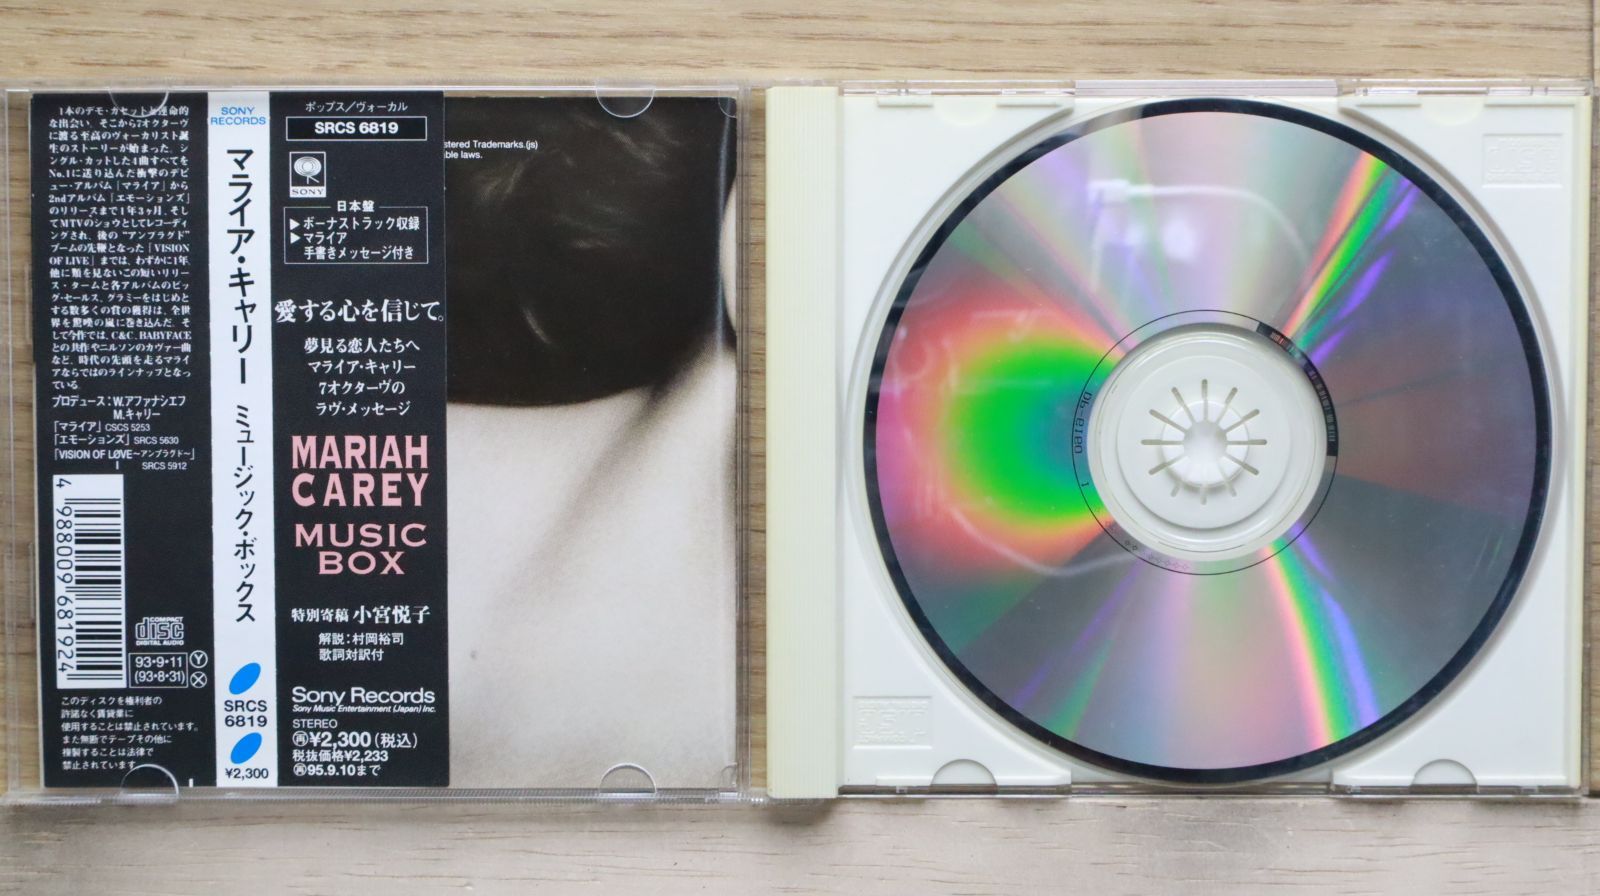 1本のデモ・カセットと運命的
な出会い。そこから7オクターヴ
に渡る至高のヴォーカリスト誕
生のストーリーが始まった。シ
ングル・カットした4曲すべてを
No.1に送り込んだ衝撃のデビ
ュー・アルバム「マライア」から
2ndアルバム「エモーションズ」
のリリースまで1年3ヶ月、そし
てMTVのショウとしてレコーディ
ングされ、後の“アンプラグド”
ブームの先鞭となった「VISION
OF LIVE」までは、わずかに1年、
他に類を見ないこの短いリリー
ス・タームと各アルバムのビッ
グ・セールス、グラミーをはじめと
する数多くの賞の獲得は、全世
界を驚嘆の嵐に巻き込んだ。そ
して今作では、C&C、BABYFACE
との共作やニルソンのカヴァー曲
など、時代の先頭を走るマライ
アならではのラインナップとなっ
ている。
プロデュース：W.アファナシエフ
M.キャリー
「マライア」CSCS 5253
「エモーションズ」SRCS 5630
「VISION OF LØVE〜アンプラグド〜」
SRCS 5912
4 988009 681924
COMPACT
disc
DIGITAL AUDIO
93・9・11 Y
(93・8・31) X
このディスクを権利者の
許諾なく賃貸業に
使用することは禁止されています。
また無断でテープその他に
複製することは法律で
禁止されています。
SONY
RECORDS
マライア・キャリー ミュージック・ボックス
SRCS
6819
¥2,300
ポップス／ヴォーカル
SRCS 6819
SONY
日本盤
▶ボーナストラック収録
▶マライア
手書きメッセージ付き
愛する心を信じて。
夢見る恋人たちへ
マライア・キャリー
7オクターヴの
ラヴ・メッセージ
MARIAH
CAREY
MUSIC
BOX
特別寄稿 小宮悦子
解説：村岡裕司
歌詞対訳付
Sony Records
Sony Music Entertainment (Japan) Inc.
STEREO
再¥2,300(税込)
税抜価格¥2,233
再95.9.10まで
stered Trademarks.(js)
ble laws.
disc